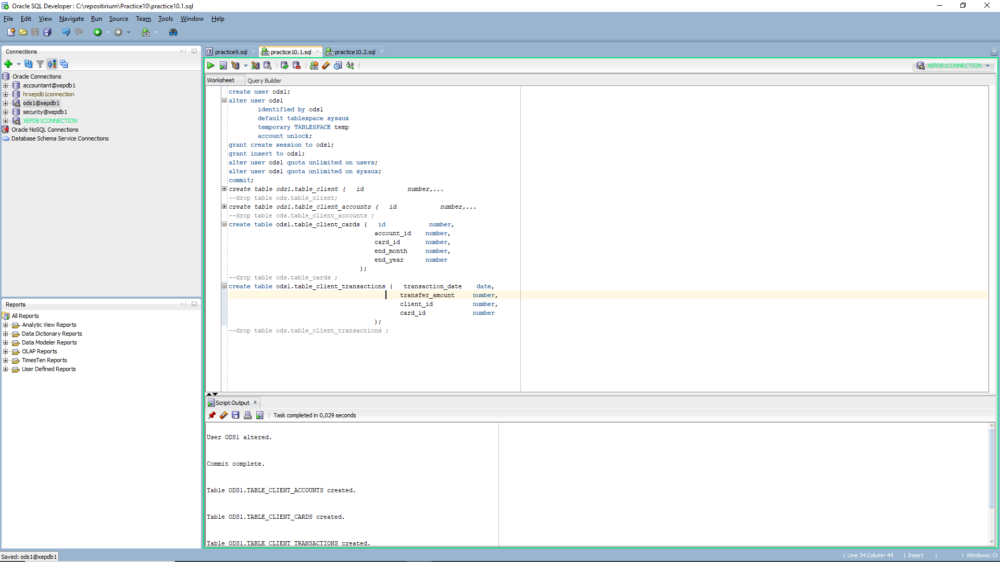 Oracle SQL Developer : C:\repositirium\Practice10\practice10.1.sql
File Edit View Navigate Run Source Team Tools Window Help
Connections
Oracle Connections
accountant@xepdb1
hrxepdb1connection
ods1@xepdb1
security@xepdb1
XEPDB1CONNECTION
Oracle NoSQL Connections
Database Schema Service Connections
Reports
All Reports
Analytic View Reports
Data Dictionary Reports
Data Modeler Reports
OLAP Reports
TimesTen Reports
User Defined Reports
practice9.sql practice10.1.sql practice10.2.sql
XEPDB1CONNECTION
Worksheet Query Builder
create user ods1;
alter user ods1
identified by ods1
default tablespace sysaux
temporary TABLESPACE temp
account unlock;
grant create session to ods1;
grant insert to ods1;
alter user ods1 quota unlimited on users;
alter user ods1 quota unlimited on sysaux;
commit;
create table ods1.table_client ( id number,...
--drop table ods.table_client;
create table ods1.table_client_accounts ( id number,...
--drop table ods.table_client_accounts ;
create table ods1.table_client_cards ( id number,
account_id number,
card_id number,
end_month number,
end_year number
);
--drop table ods.table_cards ;
create table ods1.table_client_transactions ( transaction_date date,
transfer_amount number,
client_id number,
card_id number
);
--drop table ods.table_client_transactions ;
Script Output
Task completed in 0,029 seconds
User ODS1 altered.
Commit complete.
Table ODS1.TABLE_CLIENT_ACCOUNTS created.
Table ODS1.TABLE_CLIENT_CARDS created.
Table ODS1.TABLE_CLIENT_TRANSACTIONS created.
Saved: ods1@xepdb1
Line 34 Column 44 Insert Windows: CF